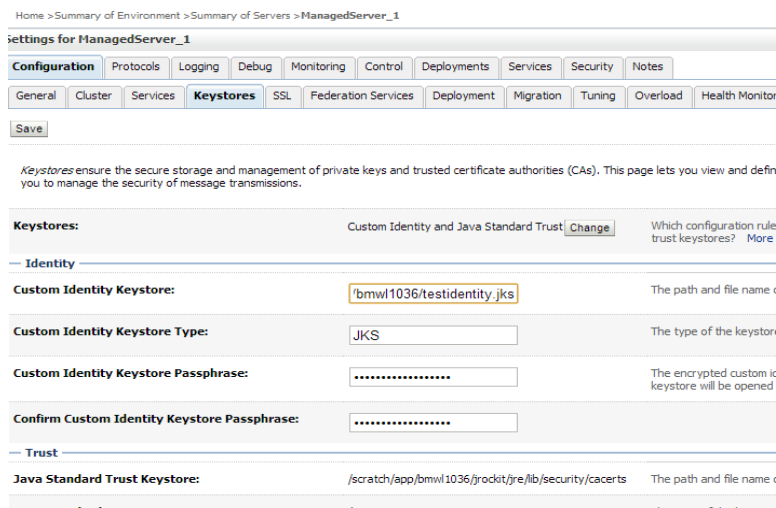 Home >Summary of Environment >Summary of Servers >ManagedServer_1
Settings for ManagedServer_1
Configuration Protocols Logging Debug Monitoring Control Deployments Services Security Notes
General Cluster Services Keystores SSL Federation Services Deployment Migration Tuning Overload Health Monitor
Save
Keystores ensure the secure storage and management of private keys and trusted certificate authorities (CAs). This page lets you view and defin
you to manage the security of message transmissions.
Keystores: Custom Identity and Java Standard Trust Change Which configuration rule
trust keystores? More
Identity
Custom Identity Keystore: /bmwl1036/testidentity.jks The path and file name
Custom Identity Keystore Type: JKS The type of the keystore
Custom Identity Keystore Passphrase: •••••••••••••••••• The encrypted custom id
keystore will be opened
Confirm Custom Identity Keystore Passphrase: ••••••••••••••••••
Trust
Java Standard Trust Keystore: /scratch/app/bmwl1036/jrockit/jre/lib/security/cacerts The path and file name